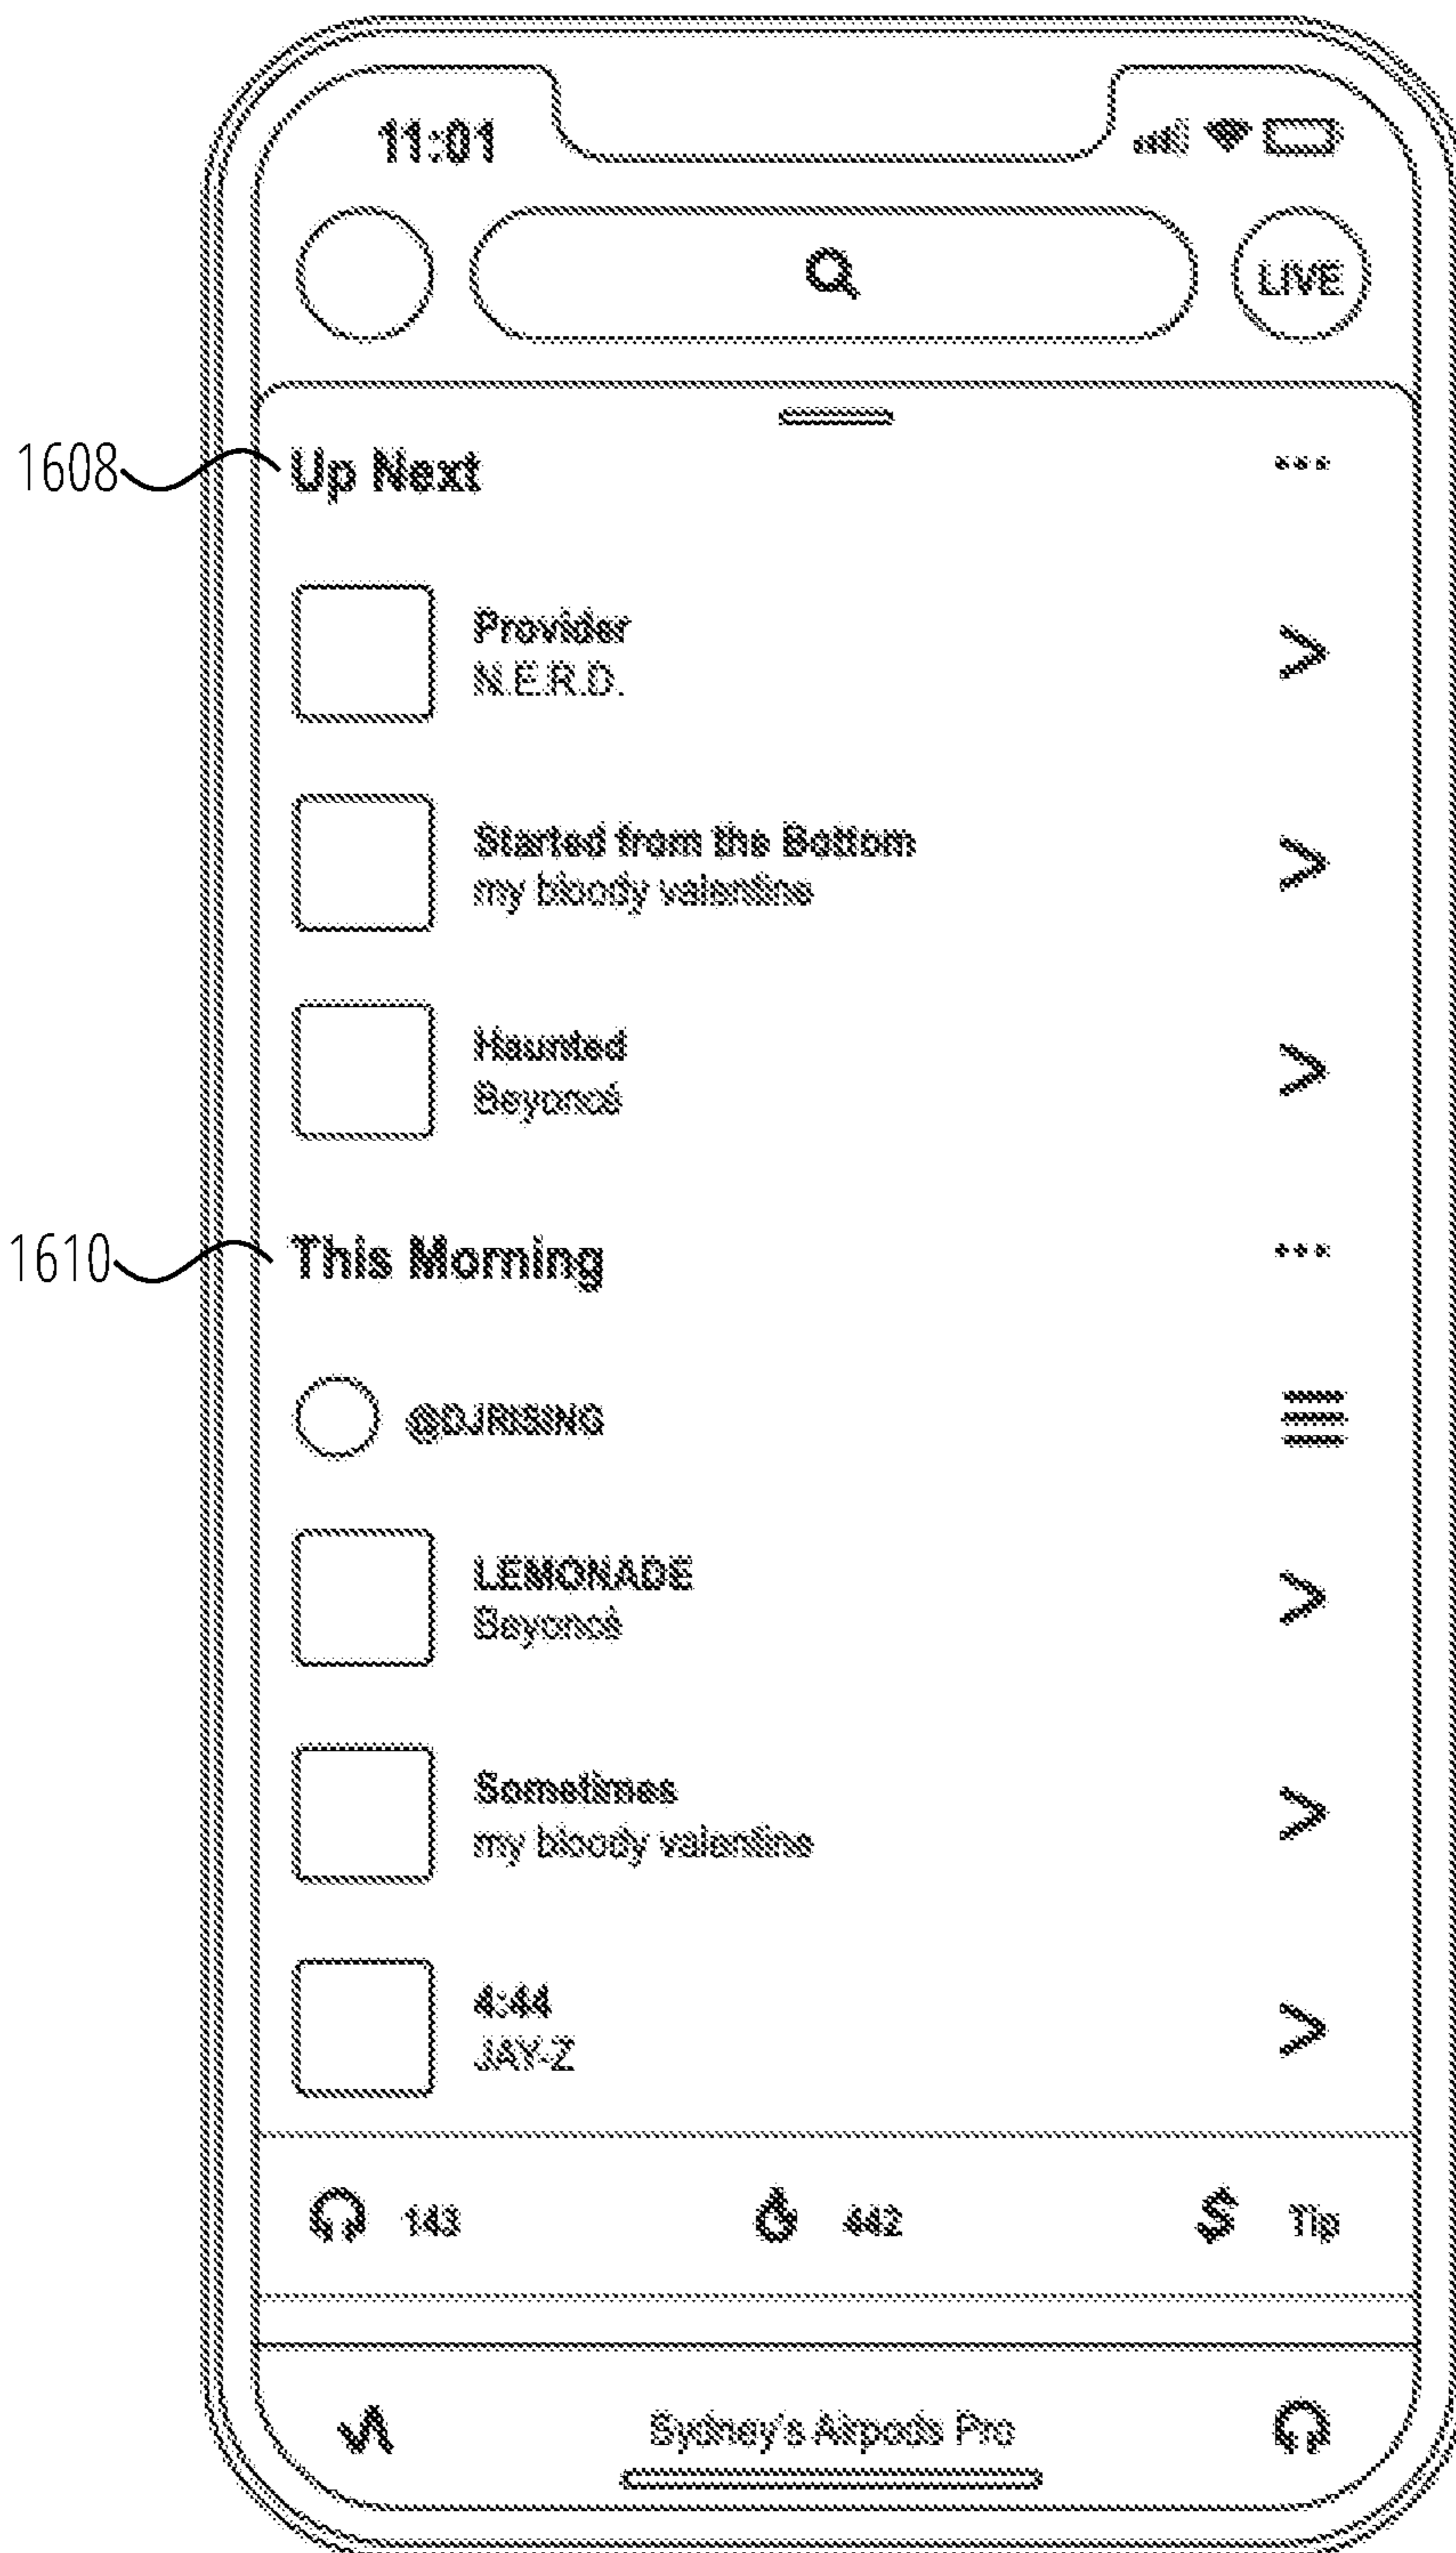 11:01
LIVE
1608
Up Next
Provider
N.E.R.D.
Started from the Bottom
my bloody valentine
Haunted
Beyoncé
1610
This Morning
@DJRISING
LEMONADE
Beyoncé
Sometimes
my bloody valentine
4:44
JAY-Z
143
442
$ Tip
Sydney's Airpods Pro